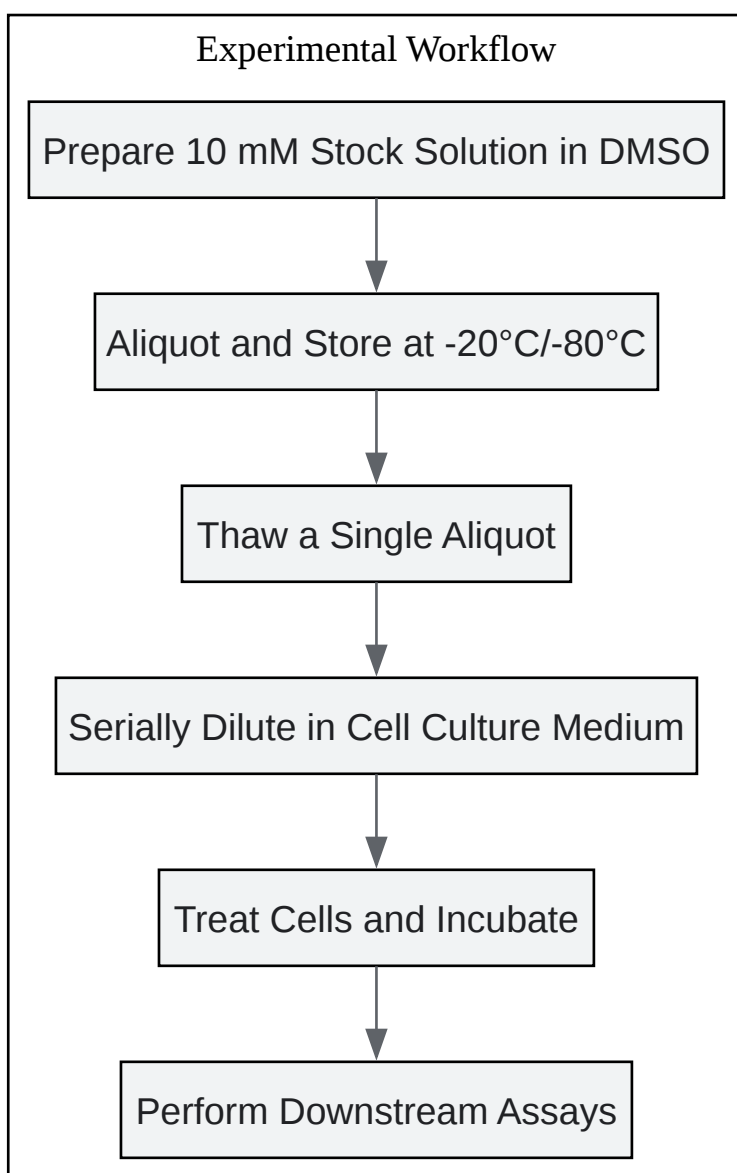 Experimental Workflow
Prepare 10 mM Stock Solution in DMSO
Aliquot and Store at -20°C/-80°C
Thaw a Single Aliquot
Serially Dilute in Cell Culture Medium
Treat Cells and Incubate
Perform Downstream Assays